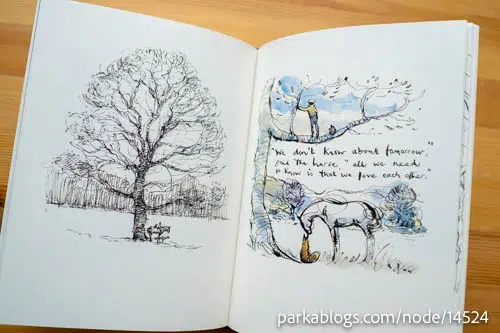 "We don't know about tomorrow,"
said the horse, "all we need
to know is that we love each other."
parkablogs.com/node/14524